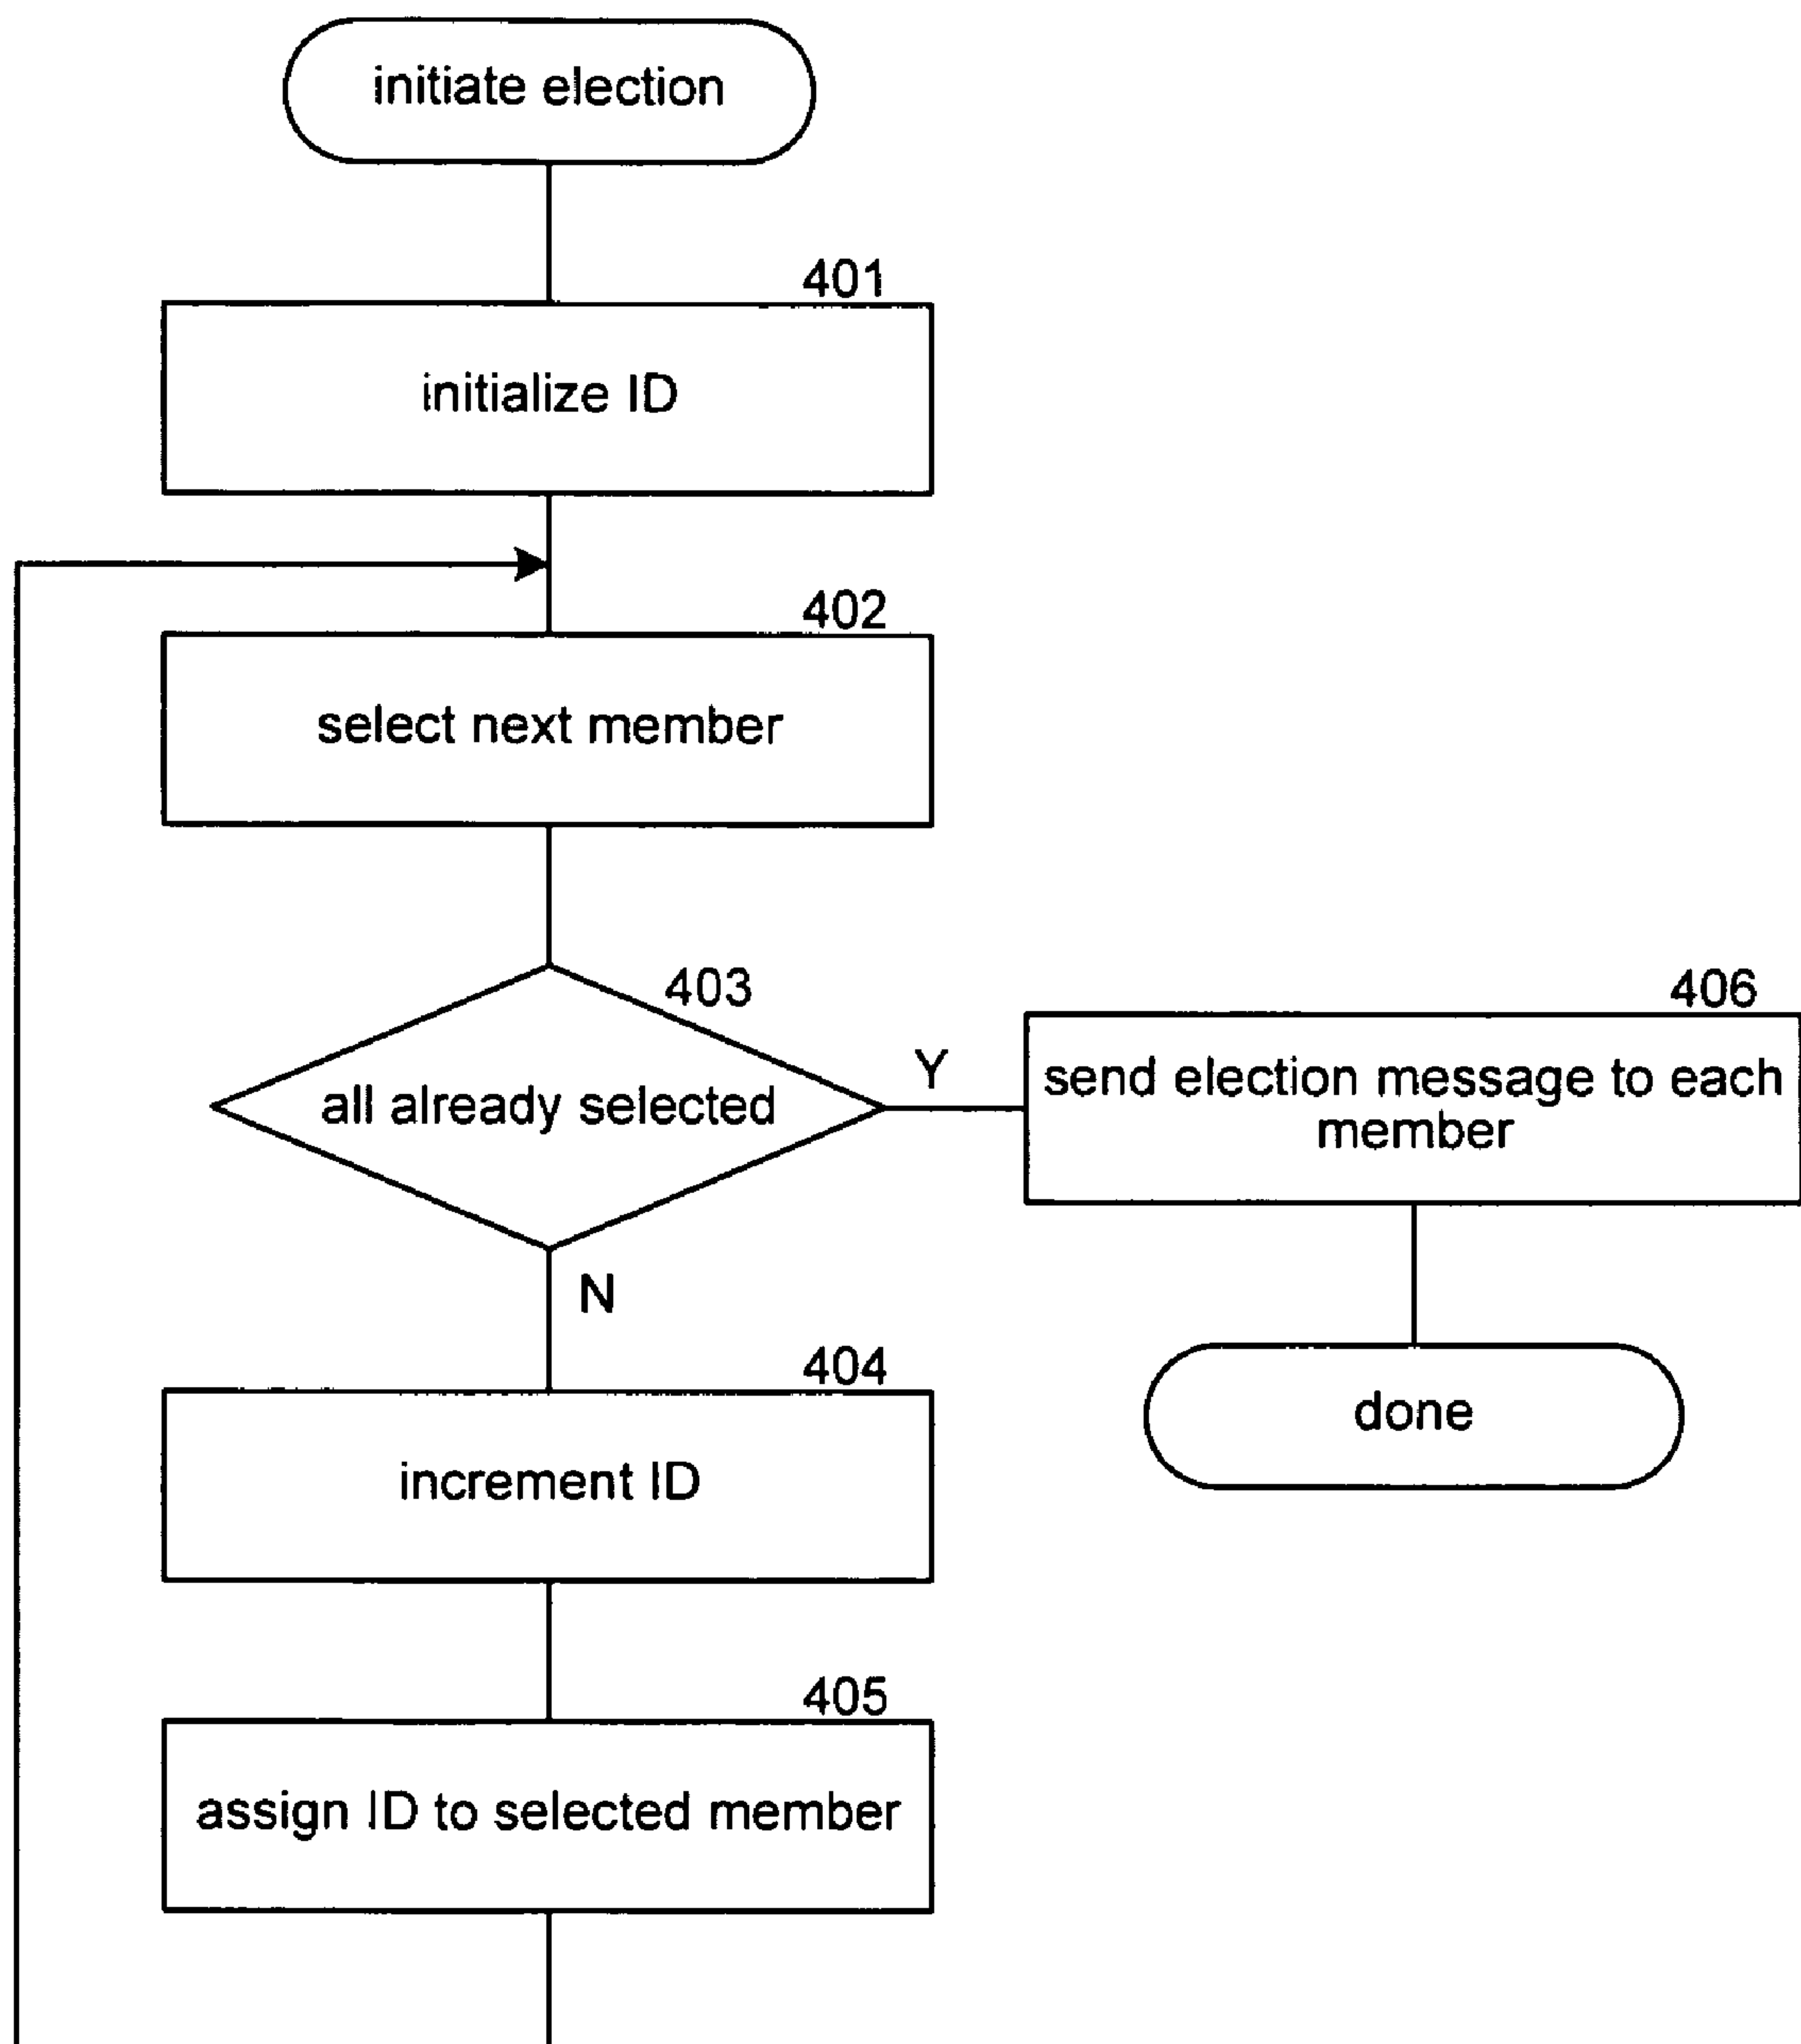 initiate election
401
initialize ID
402
select next member
403
all already selected
Y
406
send election message to each
member
N
done
404
increment ID
405
assign ID to selected member